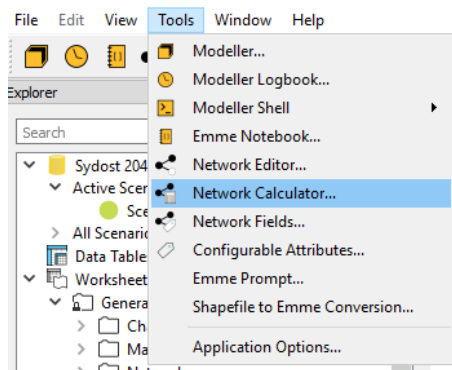 File Edit View Tools Window Help
Modeller...
Explorer
Modeller Logbook...
Modeller Shell
Search
Emme Notebook...
Sydost 204
Network Editor...
Active Scer
Network Calculator...
Sce
Network Fields...
All Scenario
Configurable Attributes...
Data Table
Emme Prompt...
Worksheet
Shapefile to Emme Conversion...
Genera
Ch
Application Options...
Ma